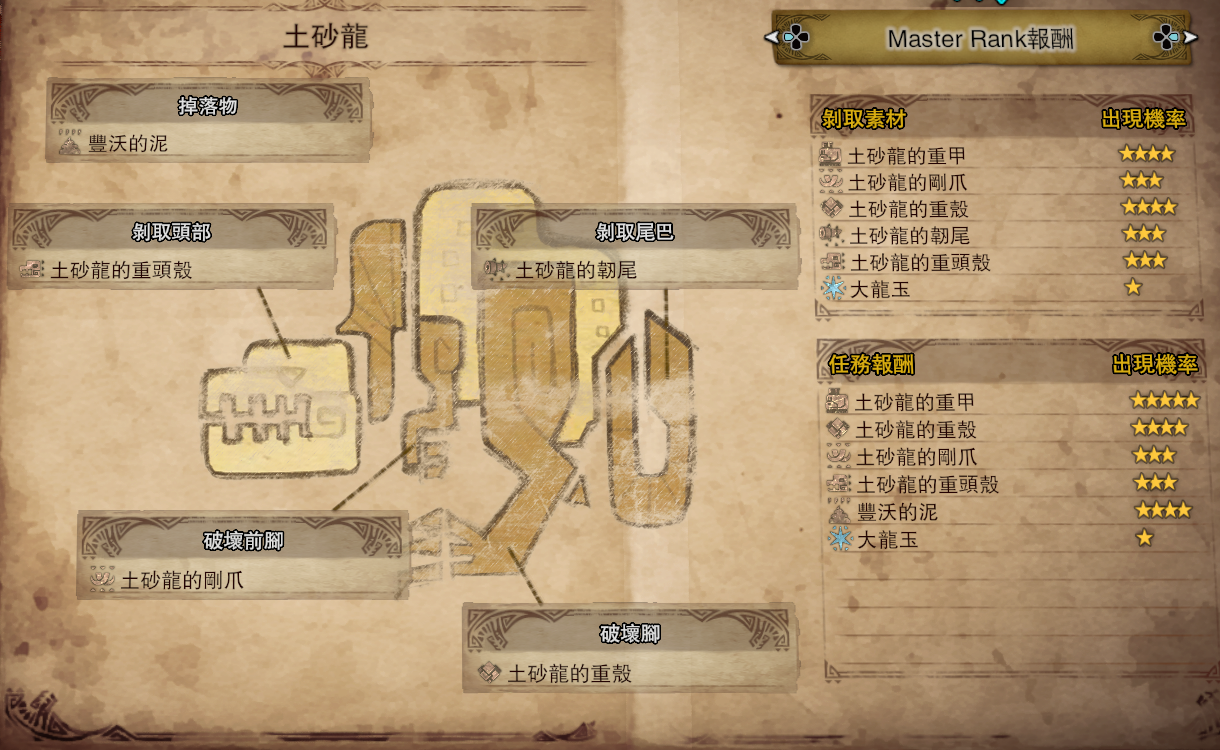 土砂龍
Master Rank報酬
掉落物
豐沃的泥
剝取頭部
土砂龍的重頭殼
剝取尾巴
土砂龍的韌尾
破壞前腳
土砂龍的剛爪
破壞腳
土砂龍的重殼
剝取素材 出現機率
土砂龍的重甲 ★★★★
土砂龍的剛爪 ★★★
土砂龍的重殼 ★★★★
土砂龍的韌尾 ★★★
土砂龍的重頭殼 ★★★
大龍玉 ★
任務報酬 出現機率
土砂龍的重甲 ★★★★★
土砂龍的重殼 ★★★★
土砂龍的剛爪 ★★★
土砂龍的重頭殼 ★★★
豐沃的泥 ★★★★
大龍玉 ★